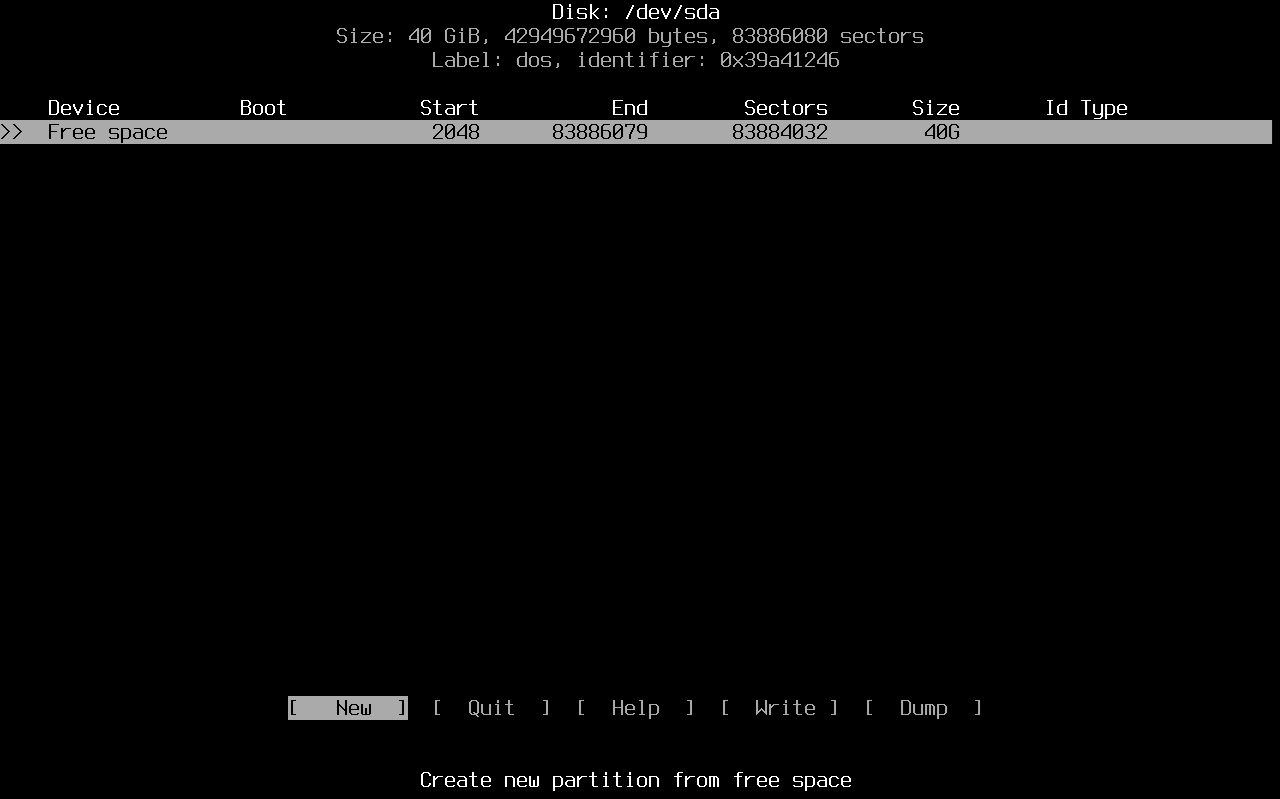 Disk: /dev/sda
Size: 40 GiB, 42949672960 bytes, 83886080 sectors
Label: dos, identifier: 0x39a41246
Device Boot Start End Sectors Size Id Type
>> Free space 2048 83886079 83884032 40G
[ New ] [ Quit ] [ Help ] [ Write ] [ Dump ]
Create new partition from free space